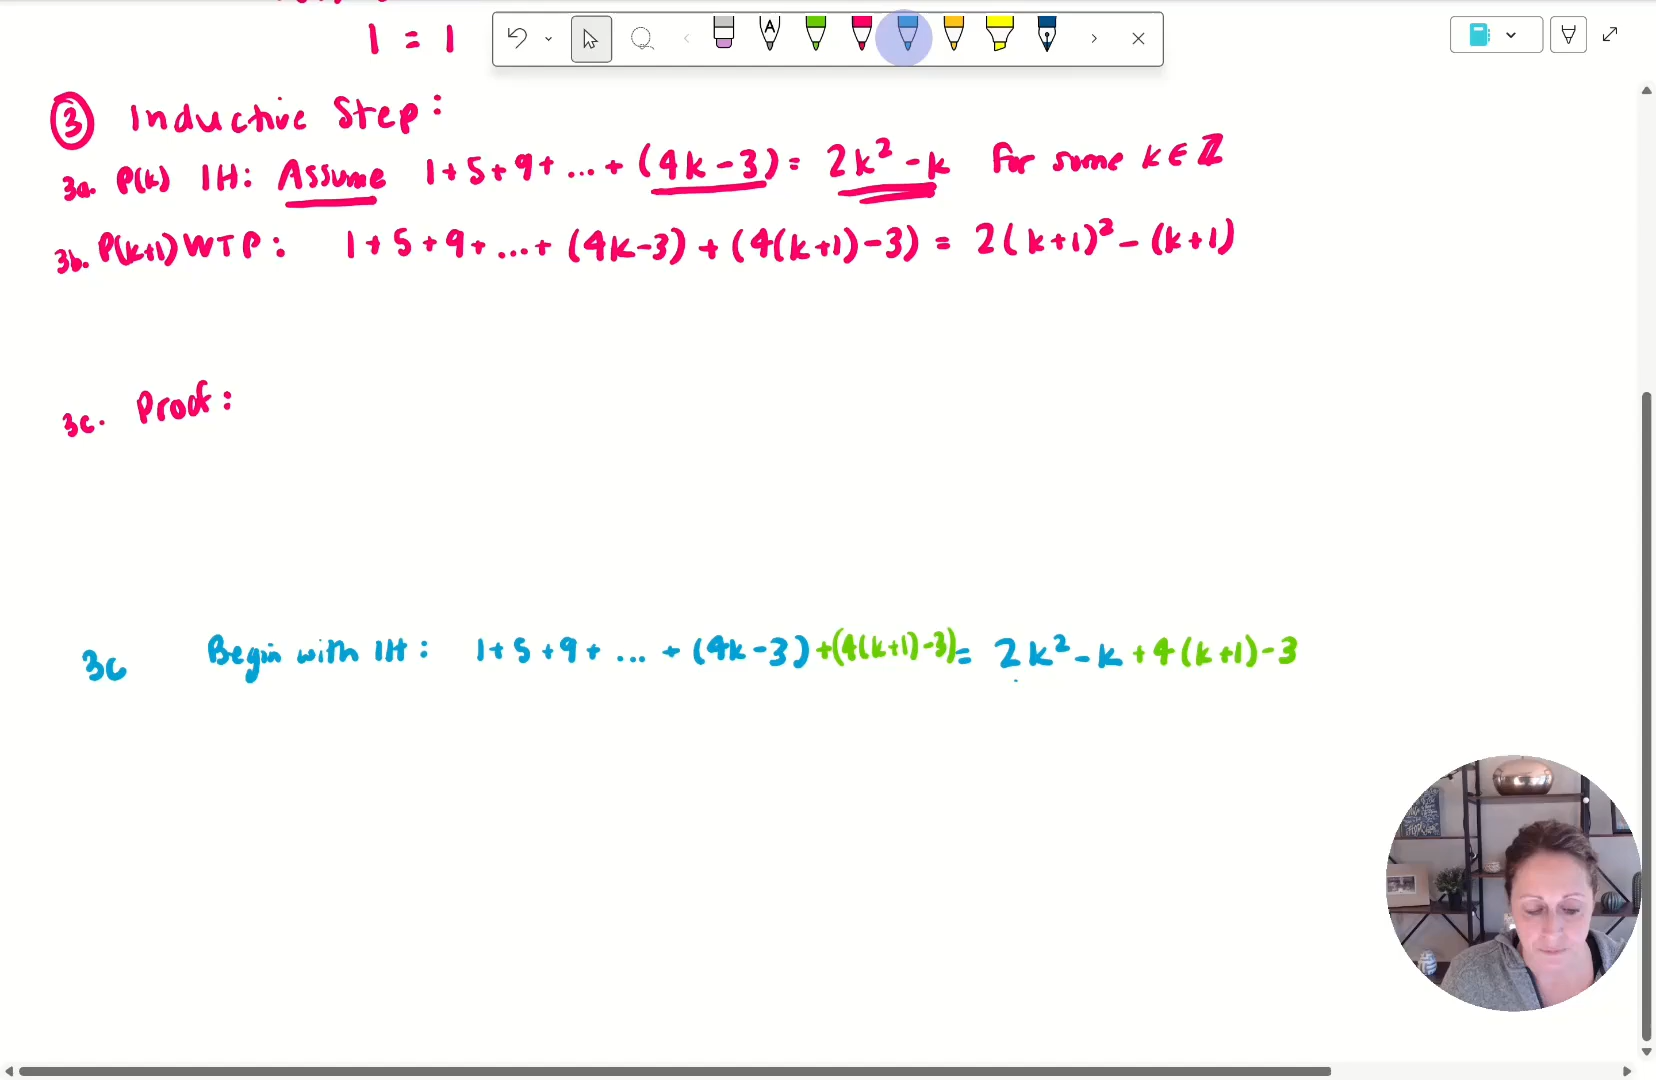 1 = 1
③ Inductive Step:
3a. P(k) IH: Assume 1+5+9+...+(4k-3)= 2k²-k for some k∈ℤ
3b. P(k+1) WTP: 1+5+9+...+(4k-3)+(4(k+1)-3) = 2(k+1)²-(k+1)
3c. Proof:
3c Begin with IH: 1+5+9+...+(4k-3)+(4(k+1)-3)= 2k²-k+4(k+1)-3